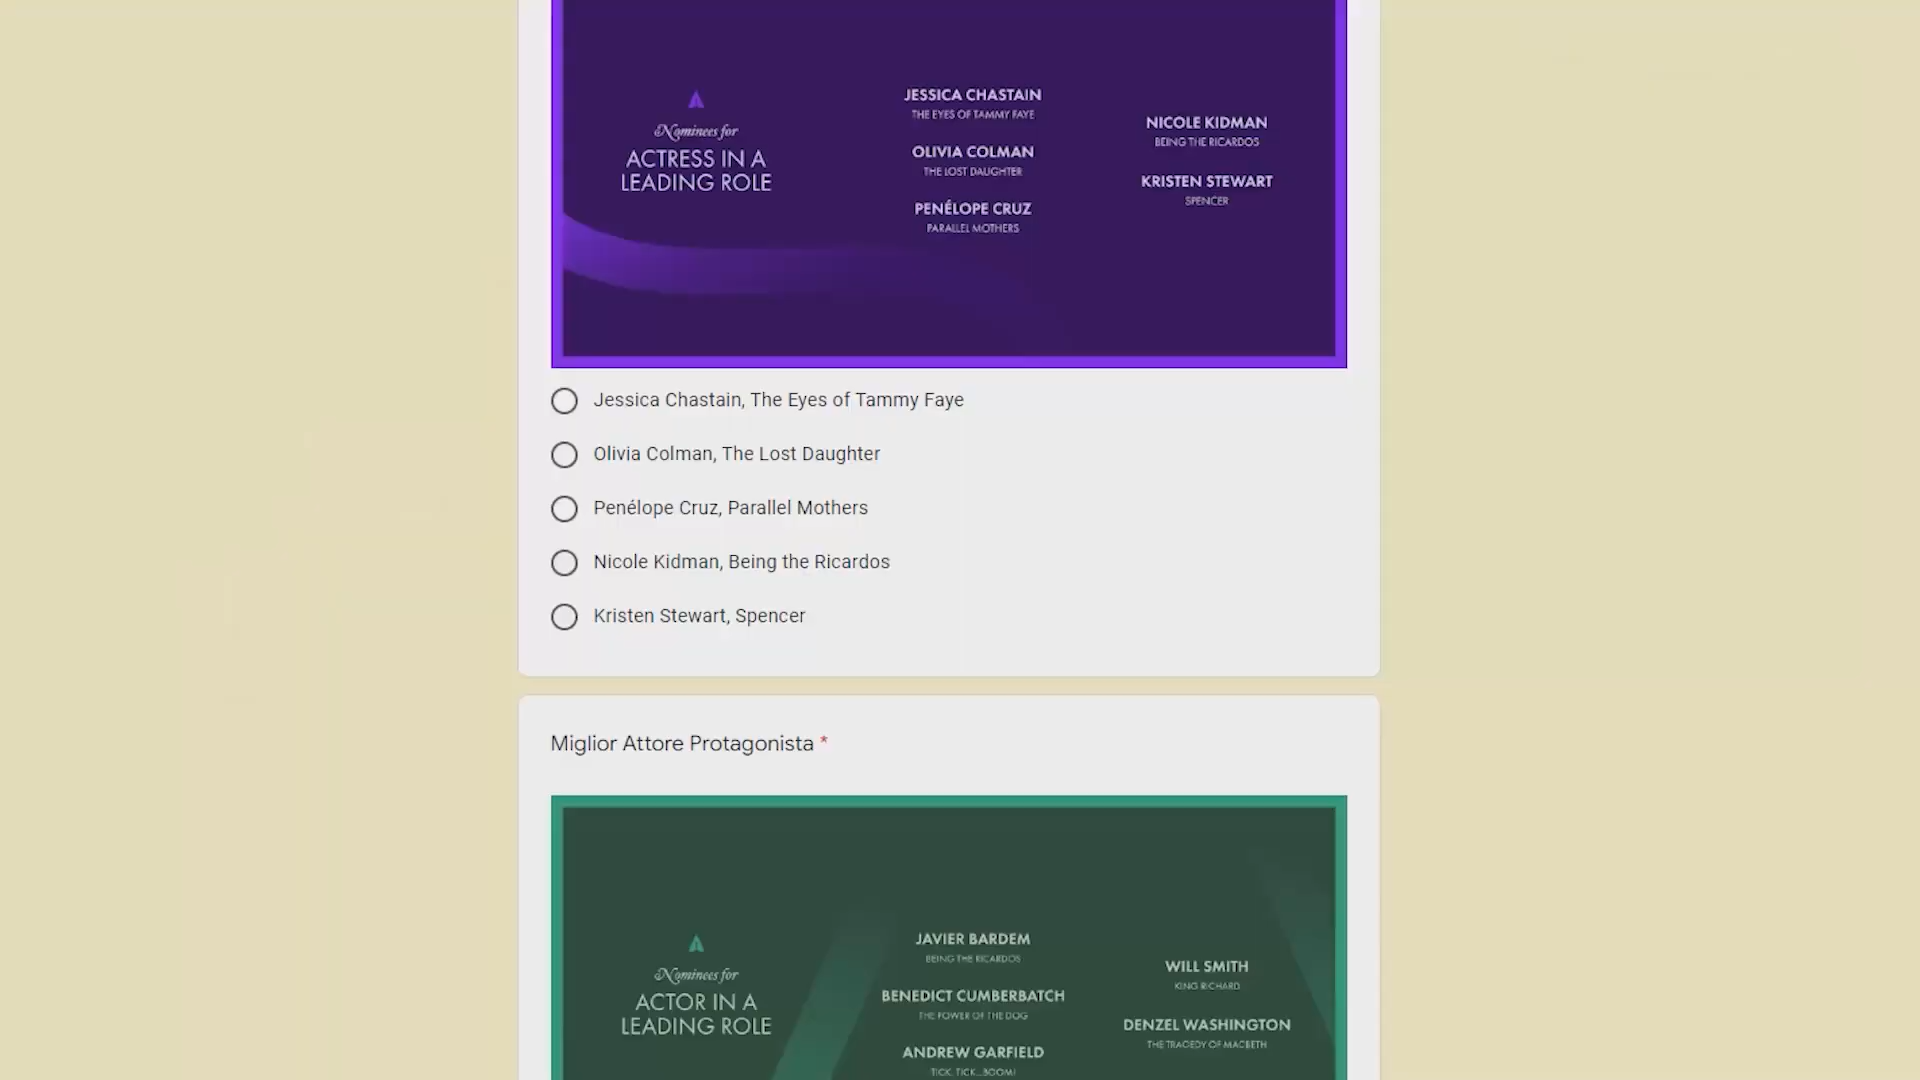 Nominees for
ACTRESS IN A
LEADING ROLE
JESSICA CHASTAIN
THE EYES OF TAMMY FAYE
OLIVIA COLMAN
THE LOST DAUGHTER
PENÉLOPE CRUZ
PARALLEL MOTHERS
NICOLE KIDMAN
BEING THE RICARDOS
KRISTEN STEWART
SPENCER
Jessica Chastain, The Eyes of Tammy Faye
Olivia Colman, The Lost Daughter
Penélope Cruz, Parallel Mothers
Nicole Kidman, Being the Ricardos
Kristen Stewart, Spencer
Miglior Attore Protagonista *
Nominees for
ACTOR IN A
LEADING ROLE
JAVIER BARDEM
BEING THE RICARDOS
BENEDICT CUMBERBATCH
THE POWER OF THE DOG
ANDREW GARFIELD
TICK, TICK...BOOM!
WILL SMITH
KING RICHARD
DENZEL WASHINGTON
THE TRAGEDY OF MACBETH